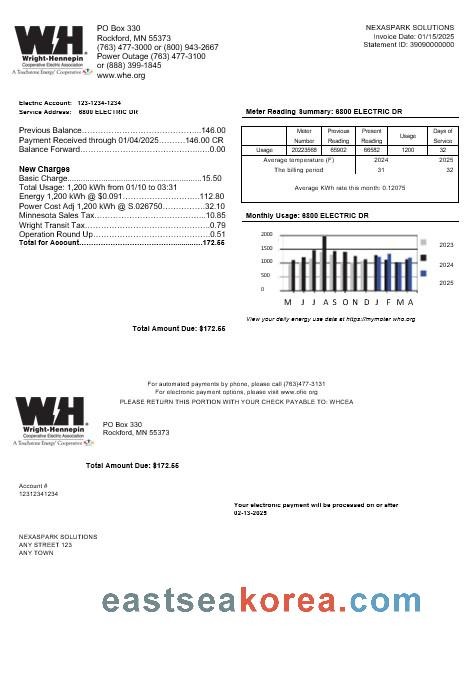 WH
Wright-Hennepin
Cooperative Electric Association
A Touchstone Energy® Cooperative
PO Box 330
Rockford, MN 55373
(763) 477-3000 or (800) 943-2667
Power Outage (763) 477-3100
or (888) 399-1845
www.whe.org
NEXASPARK SOLUTIONS
Invoice Date: 01/15/2025
Statement ID: 39090000000
Electric Account: 123-1234-1234
Service Address: 6800 ELECTRIC DR
Previous Balance 146.00
Payment Received through 01/04/2025 146.00 CR
Balance Forward 0.00
New Charges
Basic Charge 15.50
Total Usage: 1,200 kWh from 01/10 to 03:31
Energy 1,200 kWh @ $0.091 112.80
Power Cost Adj 1,200 kWh @ S.026750 32.10
Minnesota Sales Tax 10.85
Wright Transit Tax 0.79
Operation Round Up 0.51
Total for Account 172.55
Total Amount Due: $172.55
Meter Reading Summary: 6800 ELECTRIC DR
Meter Number Previous Reading Present Reading Usage Days of Service
Usage 20223568 65902 66582 1200 32
Average temperature (F) 2024 2025
The billing period 31 32
Average KWH rate this month: 0.12075
Monthly Usage: 6800 ELECTRIC DR
2000
1500
1000
500
0
M J J A S O N D J F M A
2023
2024
2025
View your daily energy use data at https://mymeter.who.org
For automated payments by phone, please call (763)477-3131
For electronic payment options, please visit www.whe.org
PLEASE RETURN THIS PORTION WITH YOUR CHECK PAYABLE TO: WHCEA
WH
Wright-Hennepin
Cooperative Electric Association
A Touchstone Energy® Cooperative
PO Box 330
Rockford, MN 55373
Total Amount Due: $172.55
Account #
12312341234
Your electronic payment will be processed on or after
02-13-2025
NEXASPARK SOLUTIONS
ANY STREET 123
ANY TOWN
eastseakorea.com